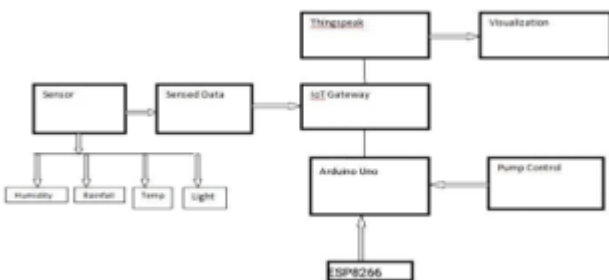 Thingspeak
Visualization
Sensor
Sensed Data
IoT Gateway
Arduino Uno
Pump Control
Humidity
Rainfall
Temp
Light
ESP8266